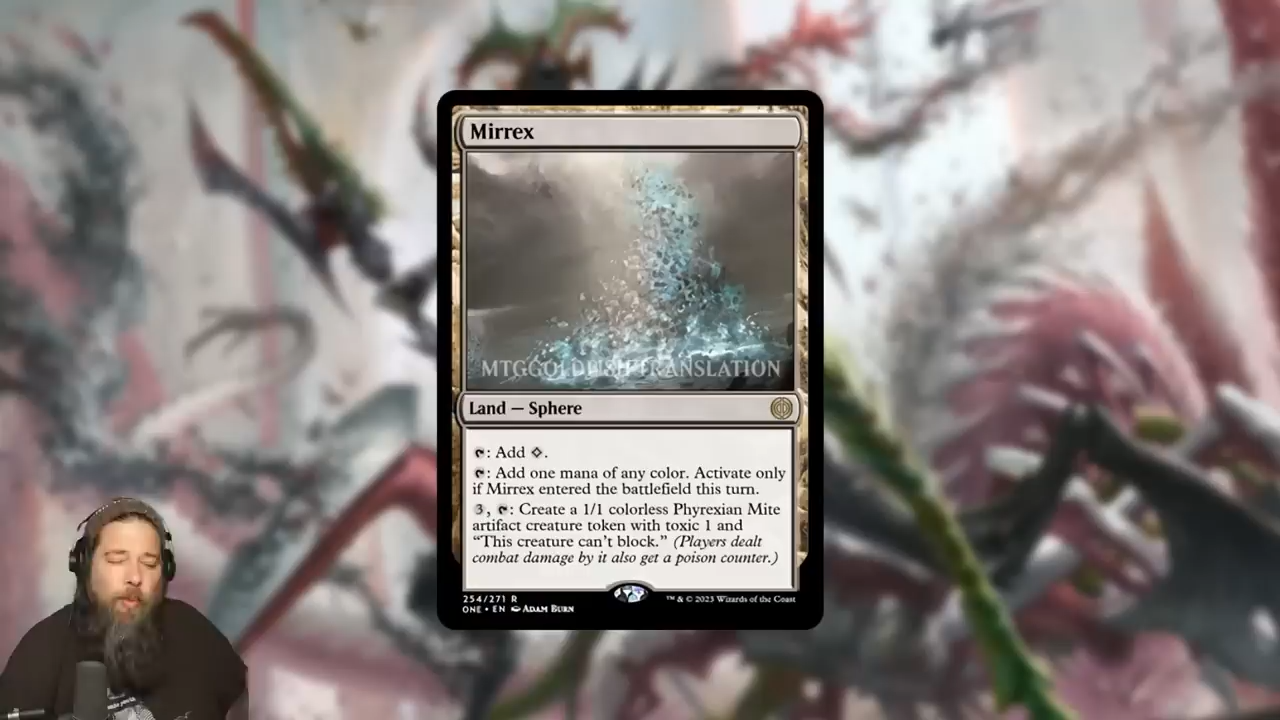 Mirrex
MTGGOLDFISH TRANSLATION
Land — Sphere
: Add .
: Add one mana of any color. Activate only
if Mirrex entered the battlefield this turn.
3, : Create a 1/1 colorless Phyrexian Mite
artifact creature token with toxic 1 and
“This creature can't block.” (Players dealt
combat damage by it also get a poison counter.)
254/271 R
ONE • EN Adam Burn
™ & © 2023 Wizards of the Coast